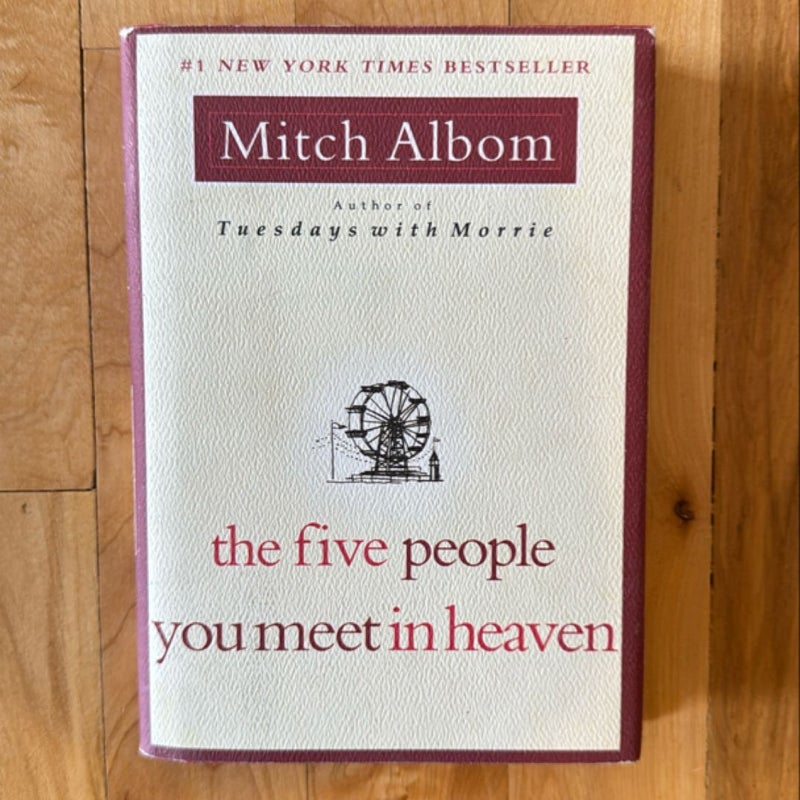 #1 NEW YORK TIMES BESTSELLER
Mitch Albom
Author of
Tuesdays with Morrie
the five people
you meet in heaven